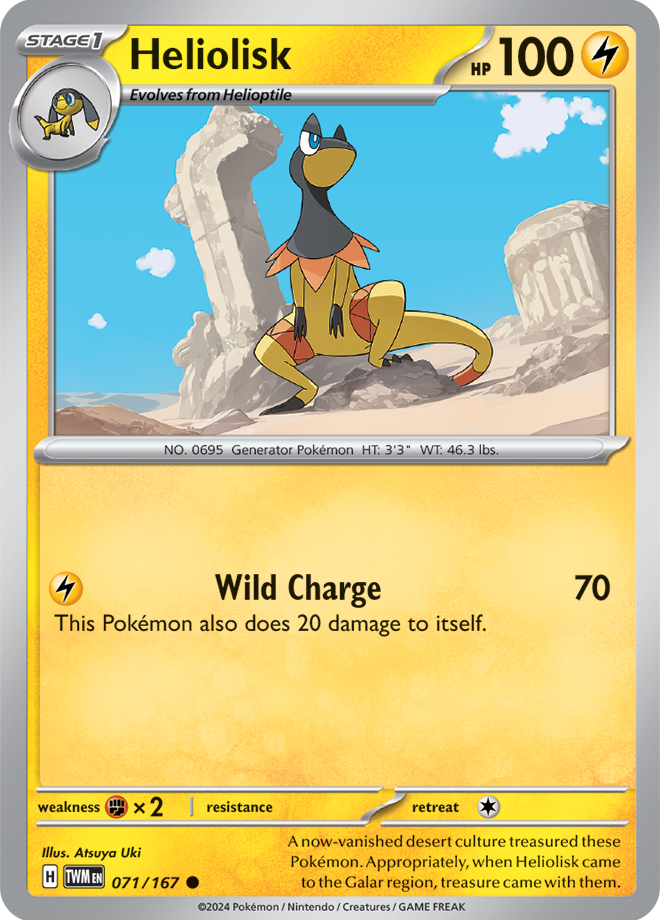 STAGE1
Heliolisk
HP 100
Evolves from Helioptile
NO. 0695 Generator Pokémon HT: 3'3" WT: 46.3 lbs.
Wild Charge 70
This Pokémon also does 20 damage to itself.
weakness ×2 resistance retreat
Illus. Atsuya Uki
H TWM EN 071/167
A now-vanished desert culture treasured these
Pokémon. Appropriately, when Heliolisk came
to the Galar region, treasure came with them.
©2024 Pokémon / Nintendo / Creatures / GAME FREAK